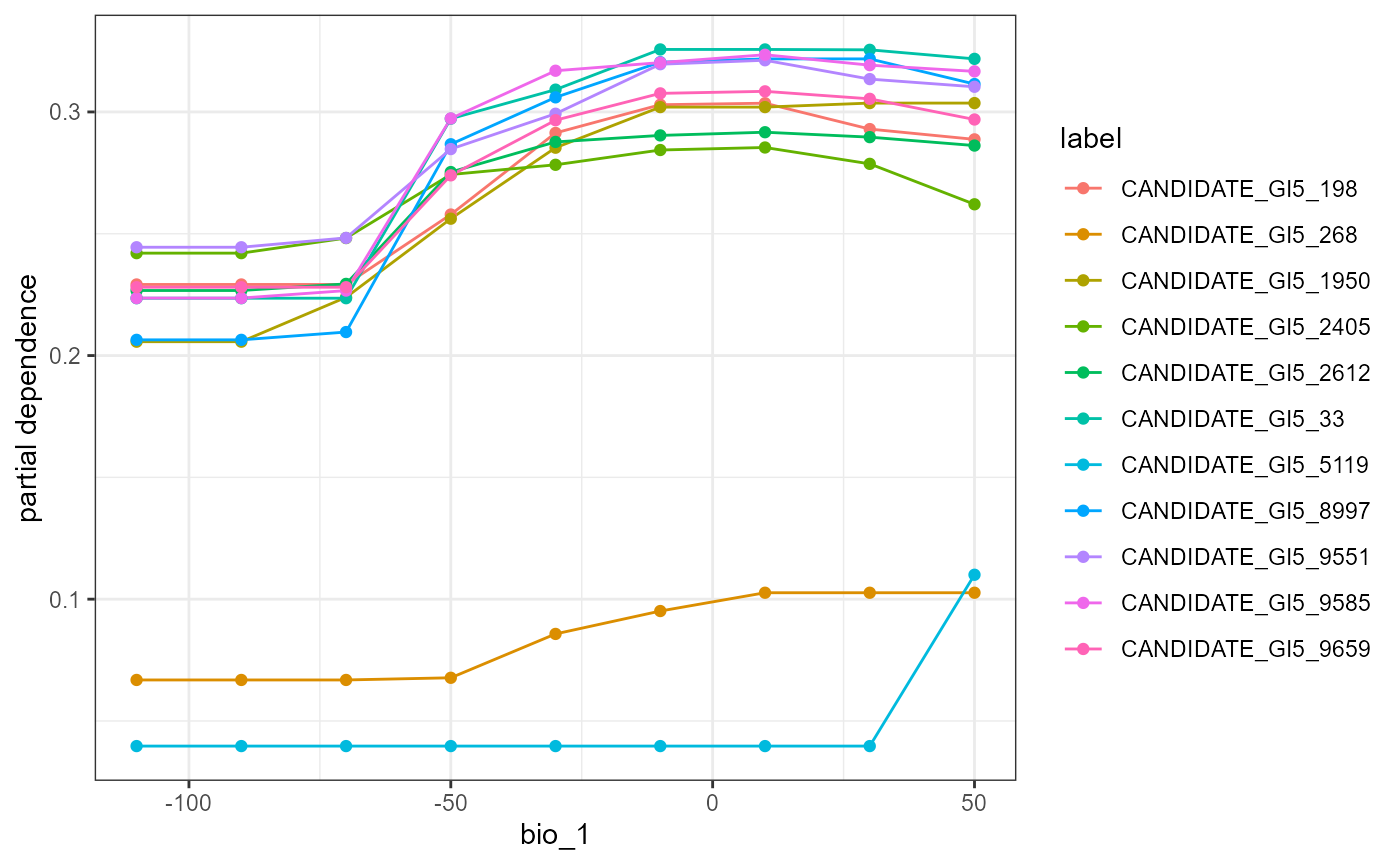 partial dependence
0.3
0.2
0.1
-100
-50
0
50
bio_1
label
CANDIDATE_GI5_198
CANDIDATE_GI5_268
CANDIDATE_GI5_1950
CANDIDATE_GI5_2405
CANDIDATE_GI5_2612
CANDIDATE_GI5_33
CANDIDATE_GI5_5119
CANDIDATE_GI5_8997
CANDIDATE_GI5_9551
CANDIDATE_GI5_9585
CANDIDATE_GI5_9659